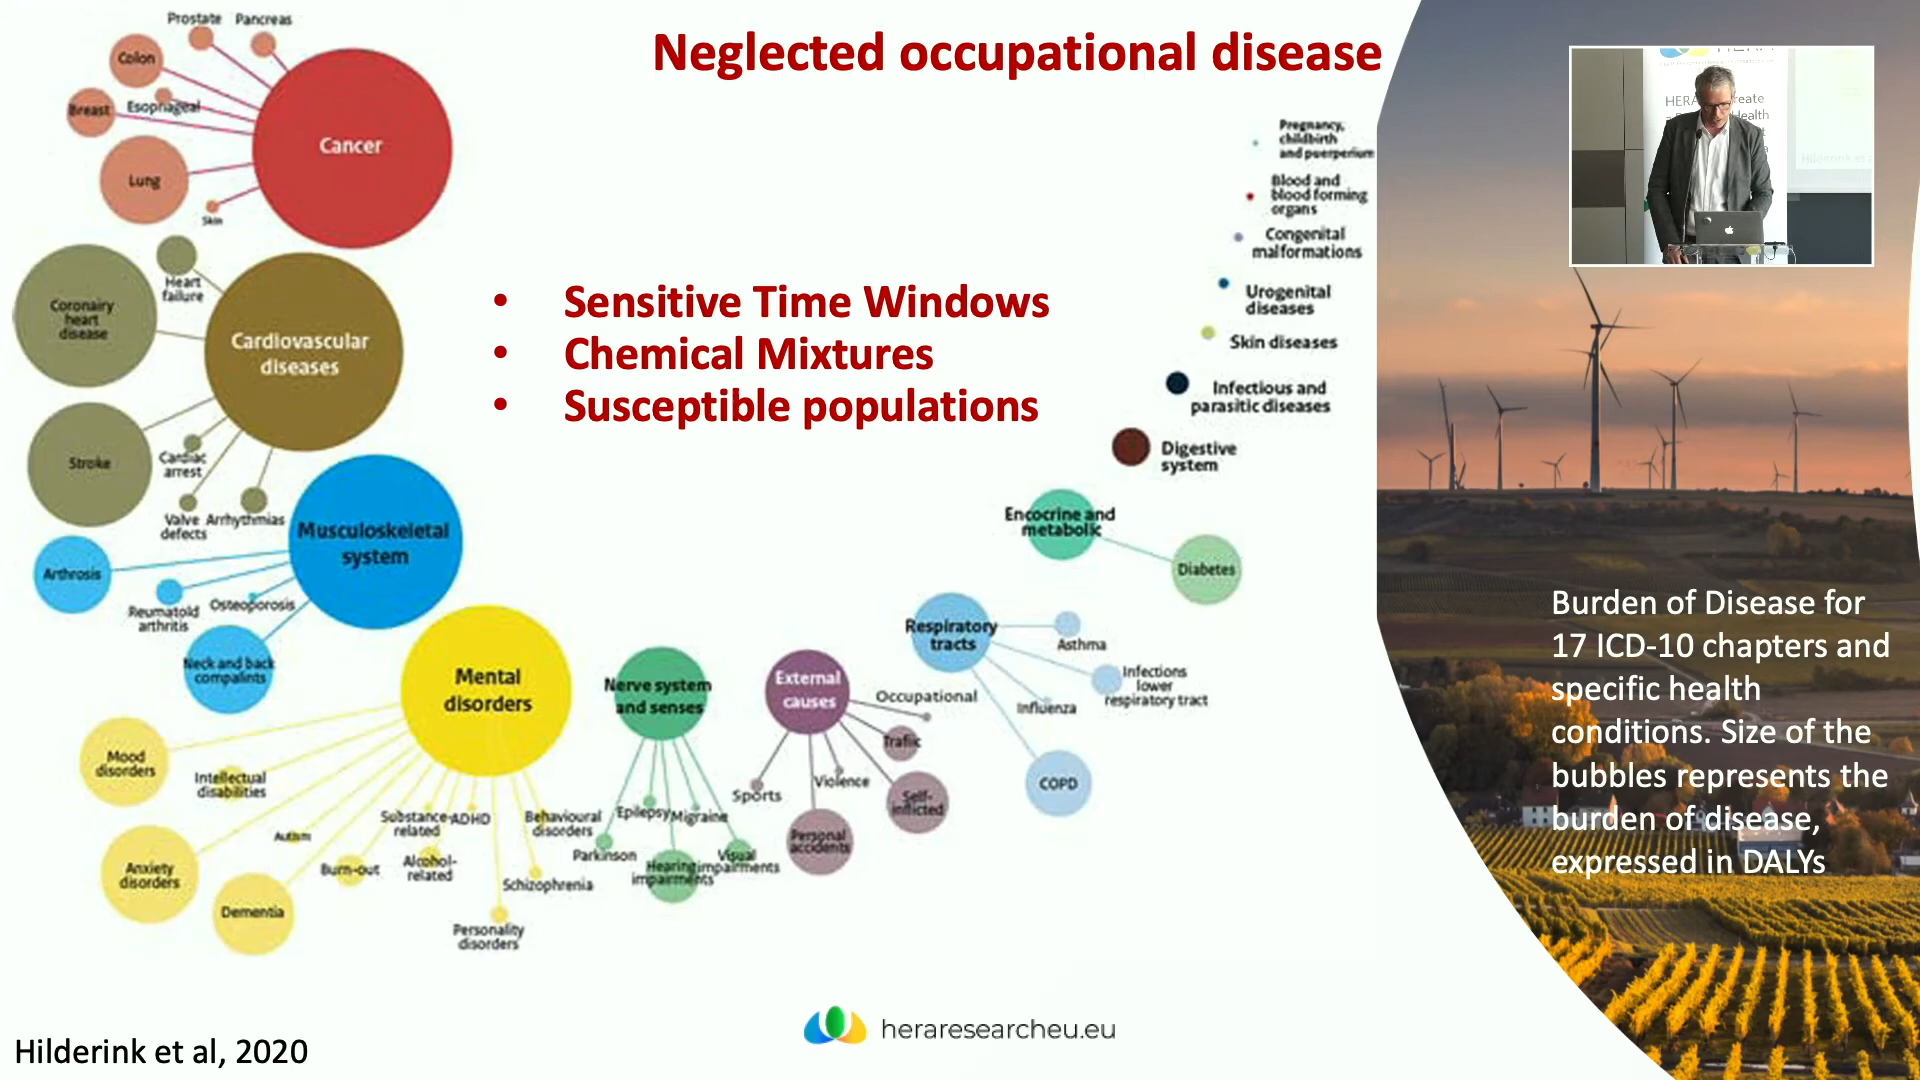 Neglected occupational disease
Prostate
Pancreas
Colon
Breast
Esophageal
Lung
Skin
Cancer
Heart
failure
Coronairy
heart
disease
Cardiovascular
diseases
Stroke
Cardiac
arrest
Valve
defects
Arrhythmias
Musculoskeletal
system
Arthrosis
Reumatoid
arthritis
Osteoporosis
Neck and back
compalints
Mental
disorders
Mood
disorders
Intellectual
disabilities
Anxiety
disorders
Autism
Dementia
Burn-out
Substance-
related
ADHD
Alcohol-
related
Behavioural
disorders
Schizophrenia
Personality
disorders
Nerve system
and senses
Epilepsy
Migraine
Parkinson
Hearing
impairments
Visual
impairments
External
causes
Occupational
Traffic
Violence
Sports
Self-
inflicted
Personal
accidents
Respiratory
tracts
Asthma
Infections
lower
respiratory tract
Influenza
COPD
Encocrine and
metabolic
Diabetes
Digestive
system
Infectious and
parasitic diseases
Skin diseases
Urogenital
diseases
Congenital
malformations
Blood and
blood forming
organs
Pregnancy,
childbirth
and puerperium
• Sensitive Time Windows
• Chemical Mixtures
• Susceptible populations
Burden of Disease for
17 ICD-10 chapters and
specific health
conditions. Size of the
bubbles represents the
burden of disease,
expressed in DALYs
heraresearcheu.eu
Hilderink et al, 2020